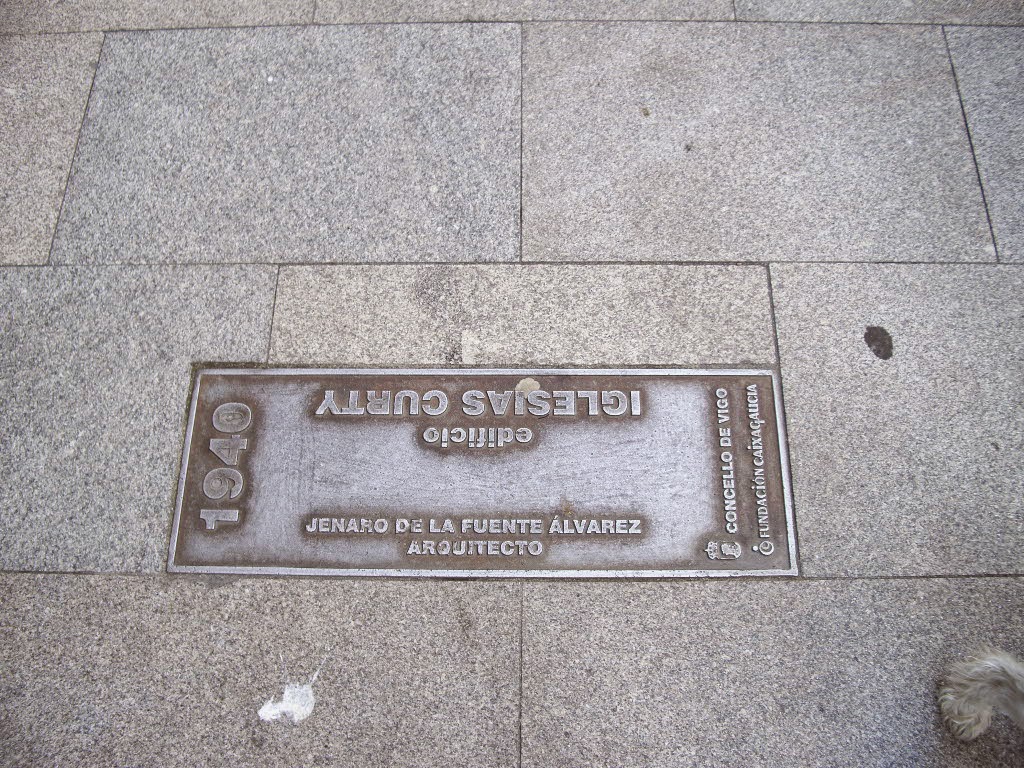 1940
edificio
IGLESIAS CURTY
JENARO DE LA FUENTE ÁLVAREZ
ARQUITECTO
CONCELLO DE VIGO
FUNDACIÓN CAIXAGALICIA